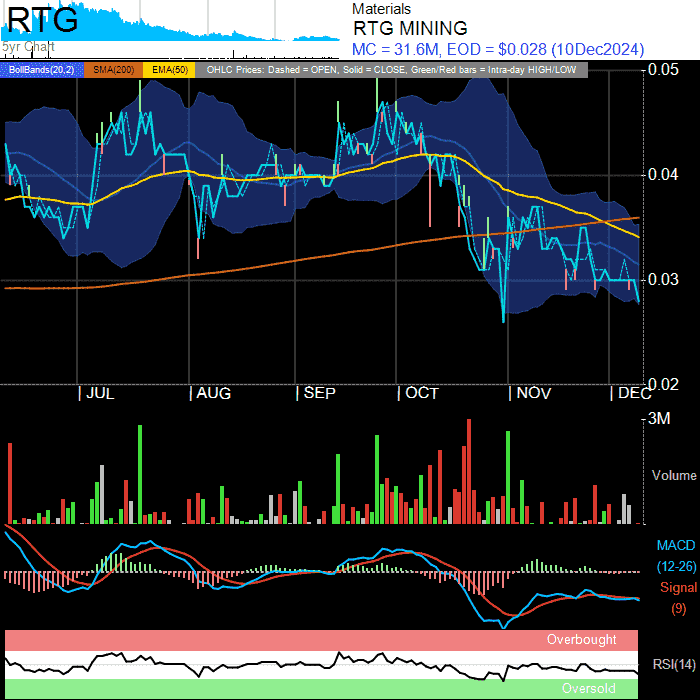 RTG
5yr Chart
Materials
RTG MINING
MC = 31.6M, EOD = $0.028 (10Dec2024)
BollBands(20,2) SMA(200) EMA(50) OHLC Prices: Dashed = OPEN, Solid = CLOSE, Green/Red bars = Intra-day HIGH/LOW
0.05
0.04
0.03
0.02
JUL AUG SEP OCT NOV DEC
3M
Volume
MACD
(12-26)
Signal
(9)
Overbought
RSI(14)
Oversold